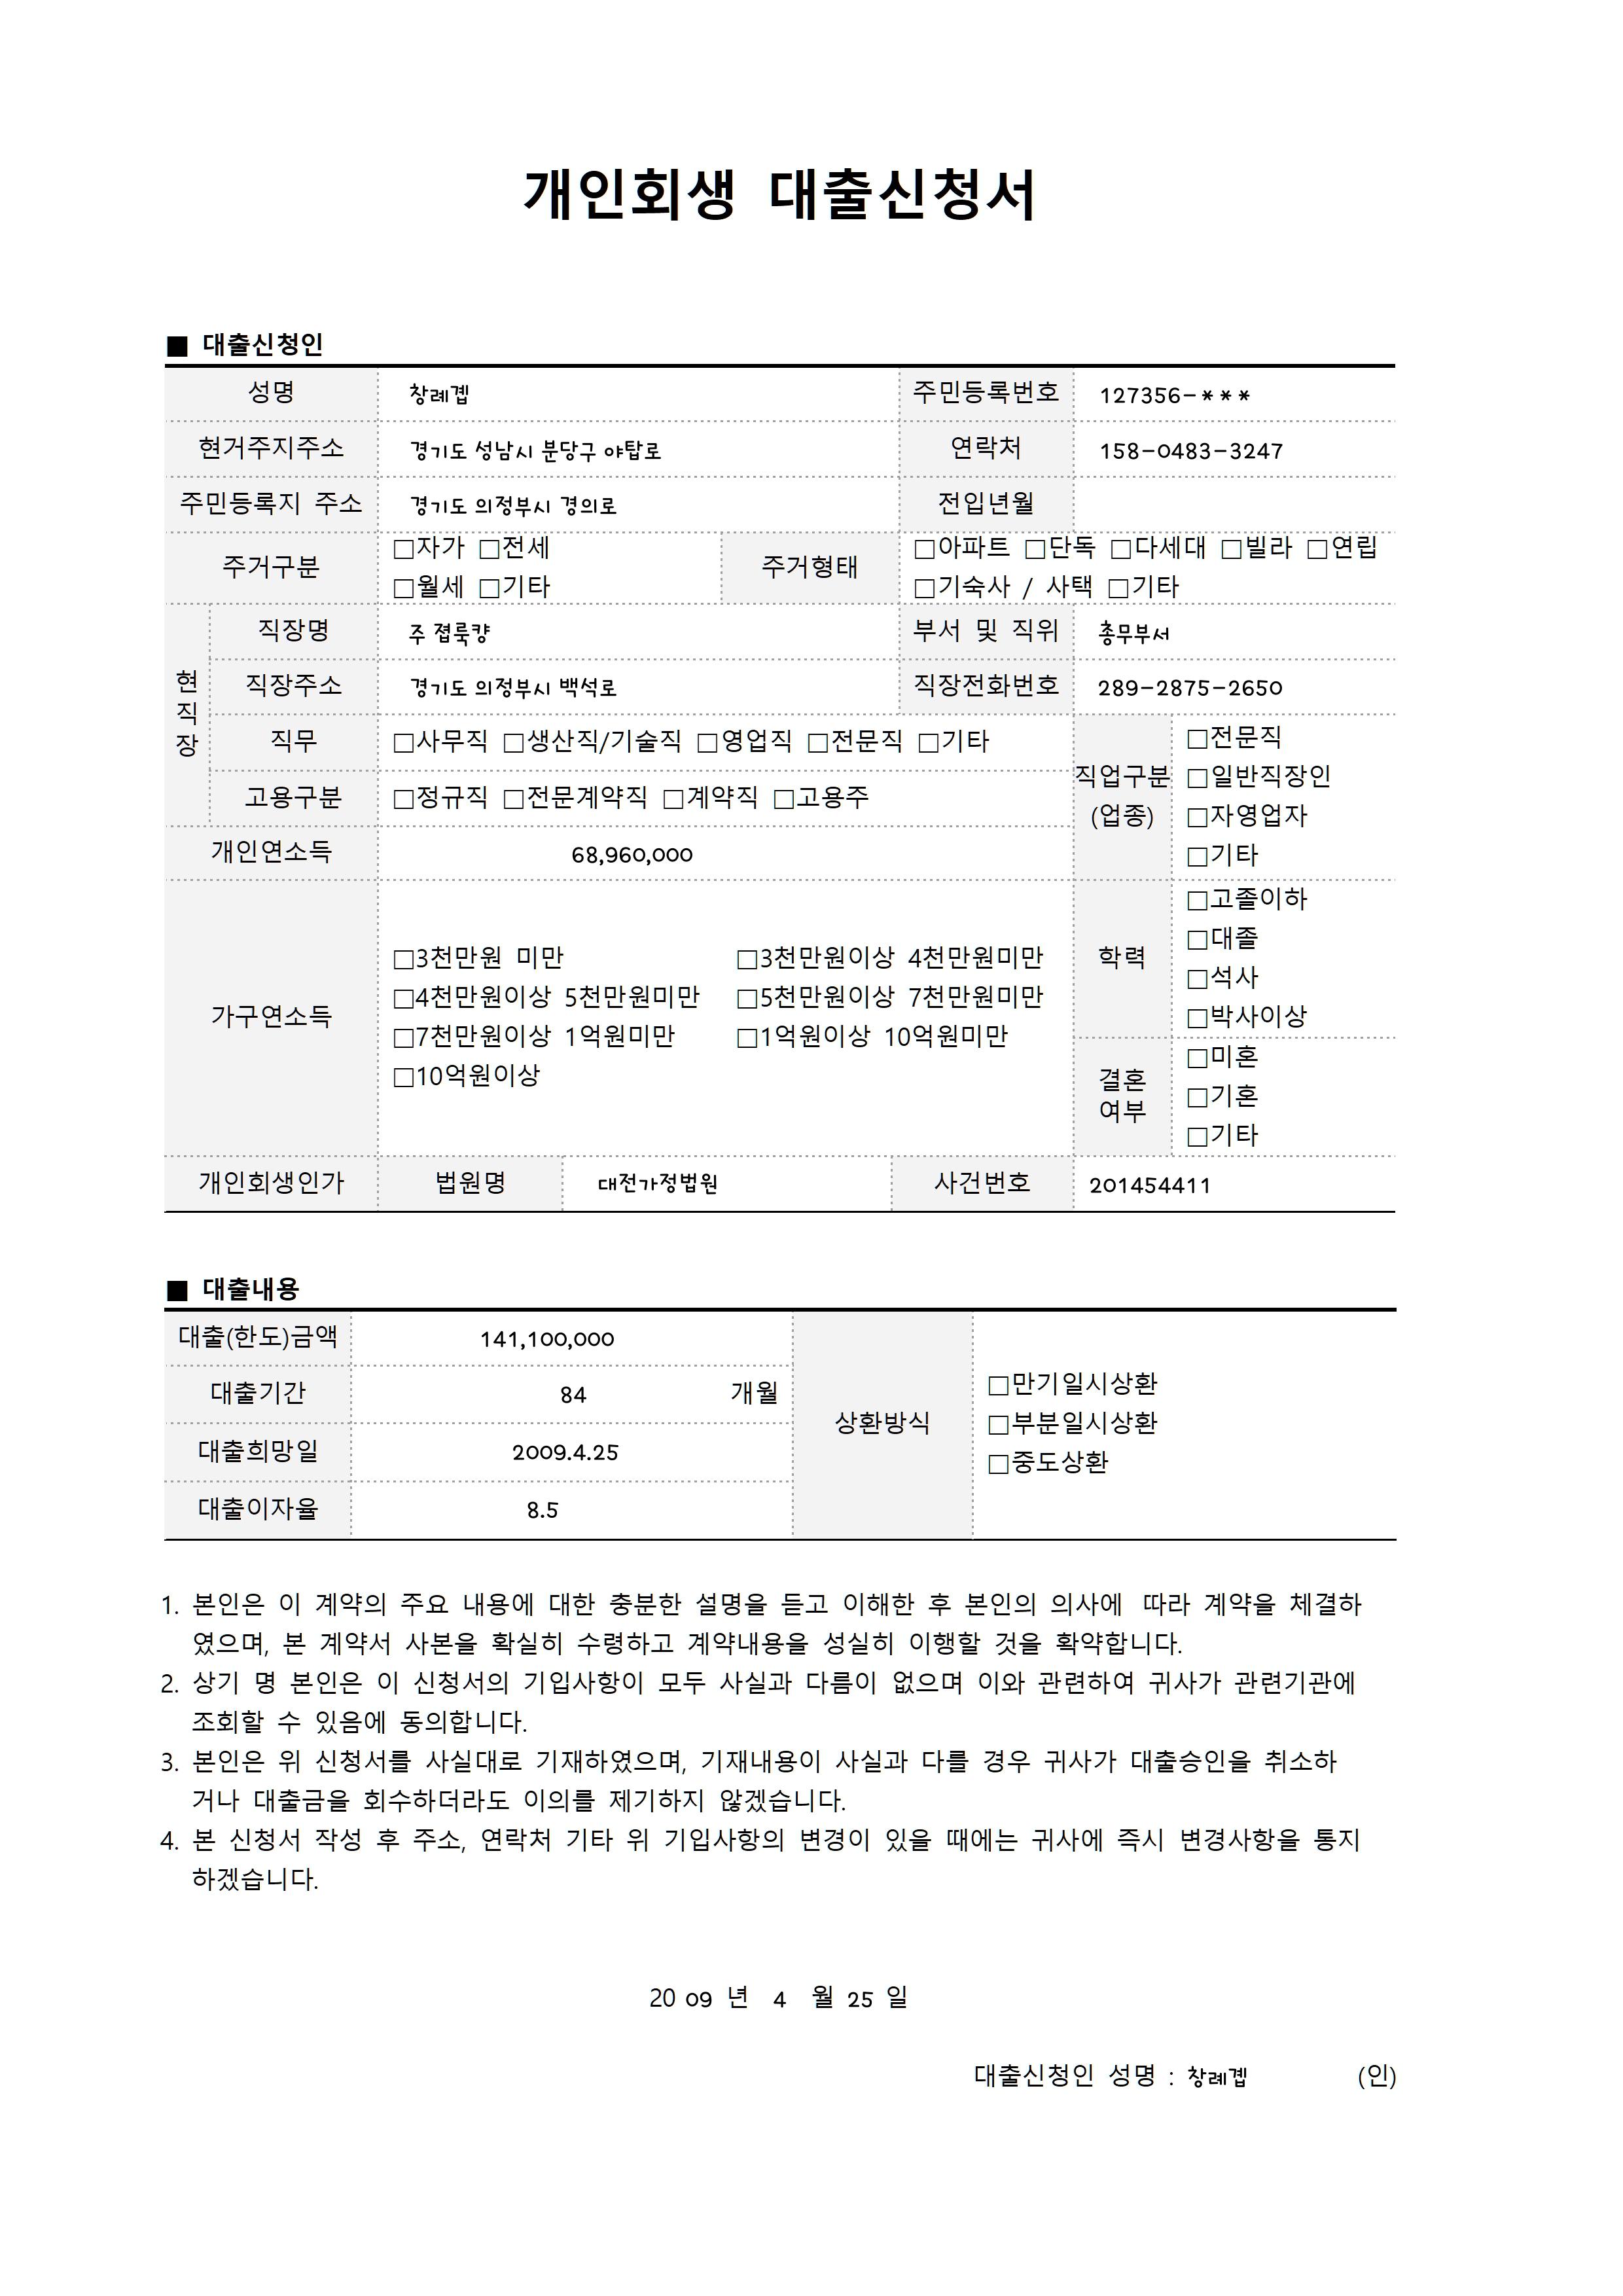 개인회생 대출신청서
■ 대출신청인
성명 창례곕 주민등록번호 127356-***
현거주지주소 경기도 성남시 분당구 야탑로 연락처 158-0483-3247
주민등록지 주소 경기도 의정부시 경의로 전입년월
주거구분 □자가 □전세 주거형태 □아파트 □단독 □다세대 □빌라 □연립
□월세 □기타 □기숙사 / 사택 □기타
현직장 직장명 주 졉룩컁 부서 및 직위 총무부서
직장주소 경기도 의정부시 백석로 직장전화번호 289-2875-2650
직무 □사무직 □생산직/기술직 □영업직 □전문직 □기타
고용구분 □정규직 □전문계약직 □계약직 □고용주
직업구분
(업종)
□전문직
□일반직장인
□자영업자
□기타
개인연소득 68,960,000
가구연소득
□3천만원 미만 □3천만원이상 4천만원미만
□4천만원이상 5천만원미만 □5천만원이상 7천만원미만
□7천만원이상 1억원미만 □1억원이상 10억원미만
□10억원이상
학력
□고졸이하
□대졸
□석사
□박사이상
결혼
여부
□미혼
□기혼
□기타
개인회생인가 법원명 대전가정법원 사건번호 201454411
■ 대출내용
대출(한도)금액 141,100,000
대출기간 84 개월
대출희망일 2009.4.25
대출이자율 8.5
상환방식
□만기일시상환
□부분일시상환
□중도상환
1. 본인은 이 계약의 주요 내용에 대한 충분한 설명을 듣고 이해한 후 본인의 의사에 따라 계약을 체결하
였으며, 본 계약서 사본을 확실히 수령하고 계약내용을 성실히 이행할 것을 확약합니다.
2. 상기 명 본인은 이 신청서의 기입사항이 모두 사실과 다름이 없으며 이와 관련하여 귀사가 관련기관에
조회할 수 있음에 동의합니다.
3. 본인은 위 신청서를 사실대로 기재하였으며, 기재내용이 사실과 다를 경우 귀사가 대출승인을 취소하
거나 대출금을 회수하더라도 이의를 제기하지 않겠습니다.
4. 본 신청서 작성 후 주소, 연락처 기타 위 기입사항의 변경이 있을 때에는 귀사에 즉시 변경사항을 통지
하겠습니다.
20 09 년 4 월 25 일
대출신청인 성명 : 창례곕 (인)